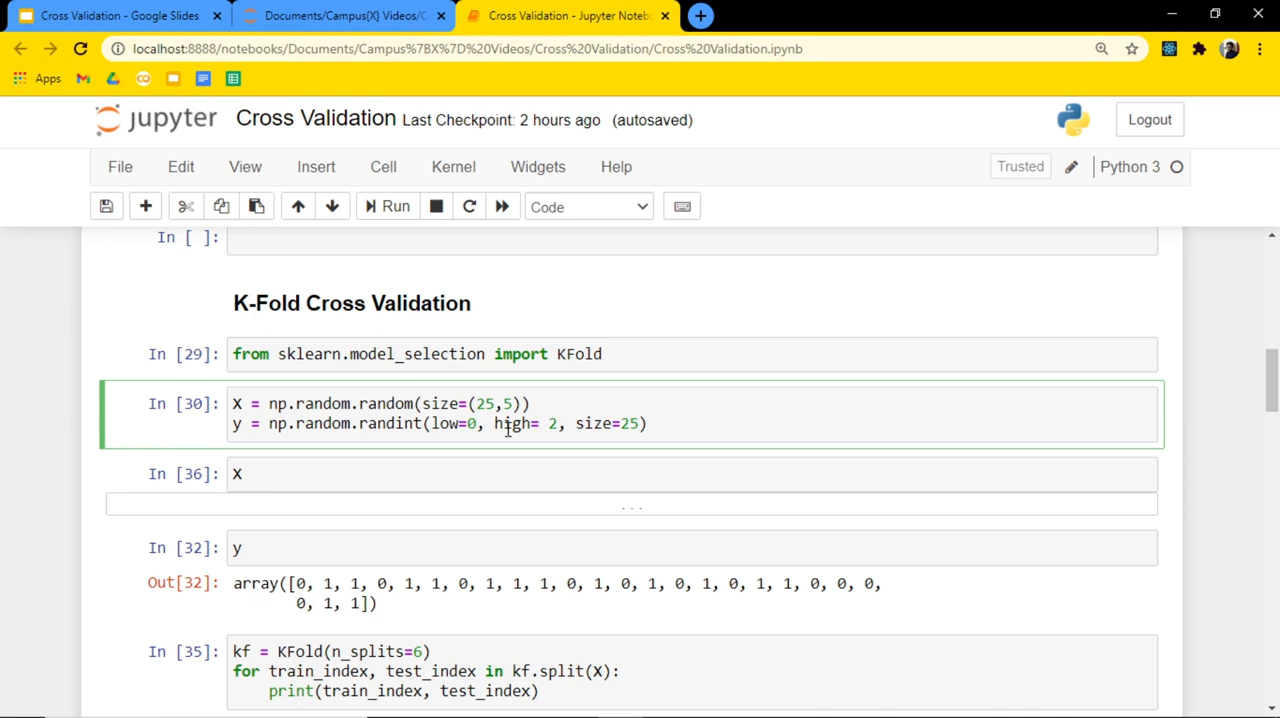 Cross Validation - Google Slides
Documents/Campus{X} Videos/C
Cross Validation - Jupyter Noteb
localhost:8888/notebooks/Documents/Campus%7BX%7D%20Videos/Cross%20Validation/Cross%20Validation.ipynb
Apps
jupyter Cross Validation Last Checkpoint: 2 hours ago (autosaved)
Logout
File Edit View Insert Cell Kernel Widgets Help
Trusted
Python 3
Run
Code
In [ ]:
K-Fold Cross Validation
In [29]: from sklearn.model_selection import KFold
In [30]: X = np.random.random(size=(25,5))
y = np.random.randint(low=0, high= 2, size=25)
In [36]: X
...
In [32]: y
Out[32]: array([0, 1, 1, 0, 1, 1, 0, 1, 1, 1, 0, 1, 0, 1, 0, 1, 0, 1, 1, 0, 0, 0,
0, 1, 1])
In [35]: kf = KFold(n_splits=6)
for train_index, test_index in kf.split(X):
print(train_index, test_index)